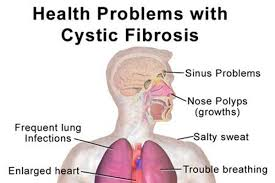 Health Problems with
Cystic Fibrosis
Sinus Problems
Nose Polyps
(growths)
Frequent lung
Infections
Salty sweat
Enlarged heart
Trouble breathing